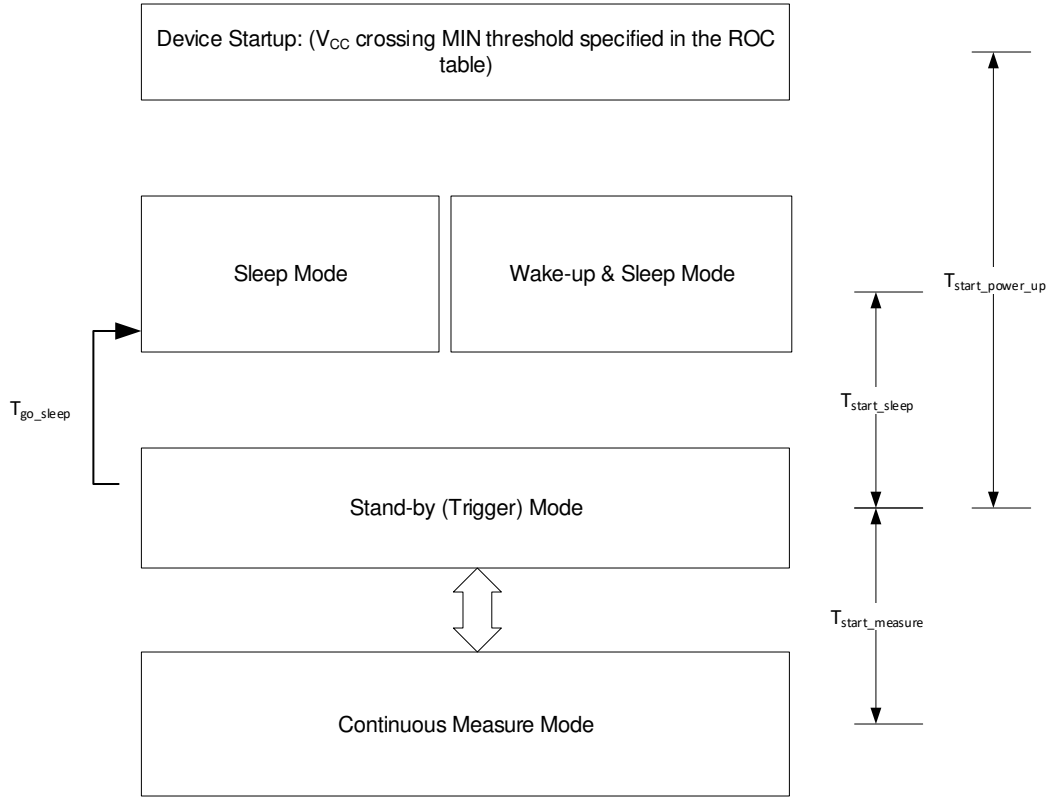 Device Startup: (VCC crossing MIN threshold specified in the ROC
table)
Sleep Mode
Wake-up & Sleep Mode
Tstart_power_up
Tgo_sleep
Tstart_sleep
Stand-by (Trigger) Mode
Tstart_measure
Continuous Measure Mode